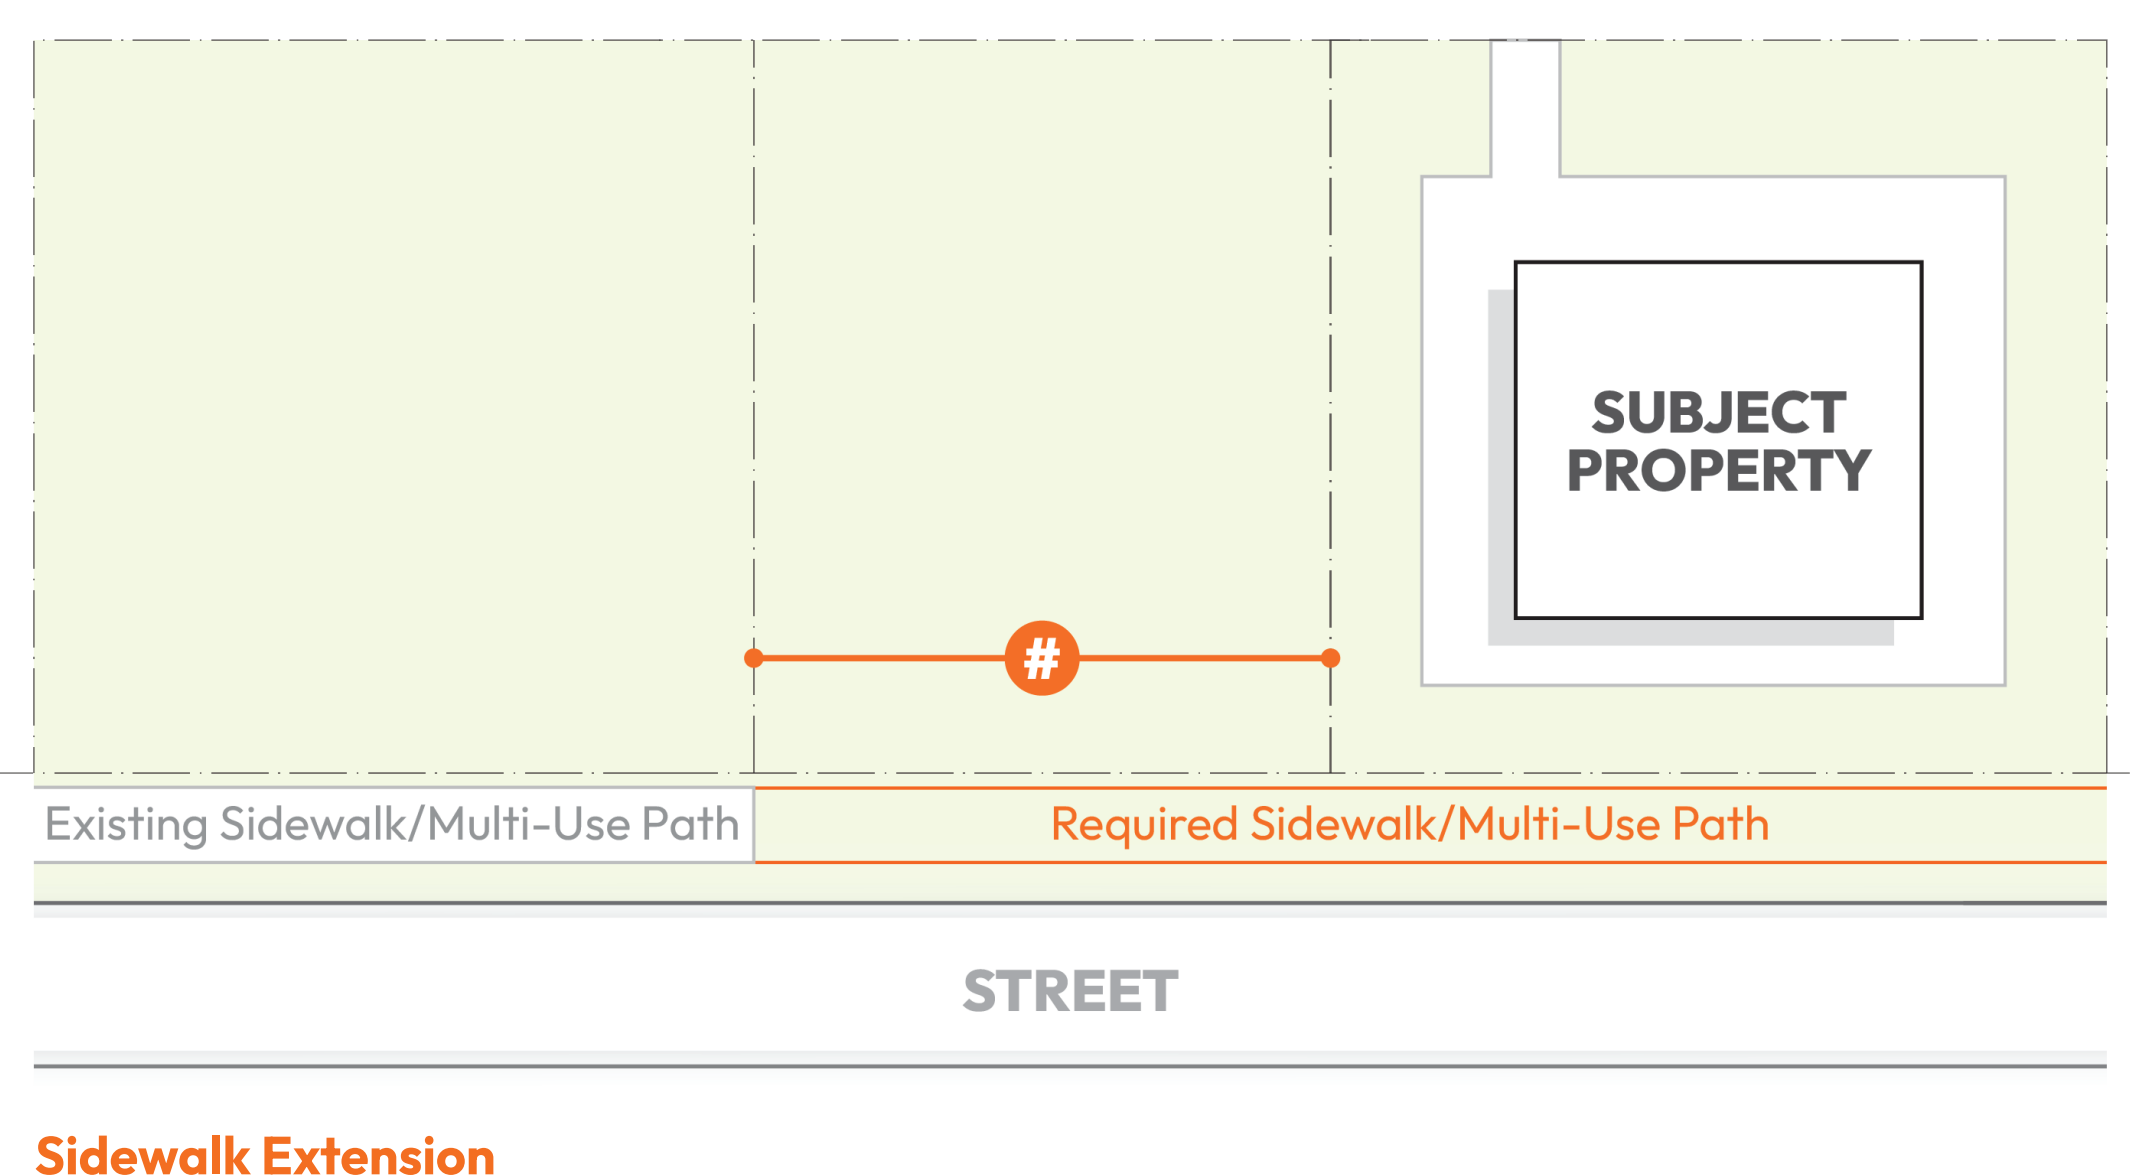 SUBJECT
PROPERTY
#
Existing Sidewalk/Multi-Use Path
Required Sidewalk/Multi-Use Path
STREET
Sidewalk Extension